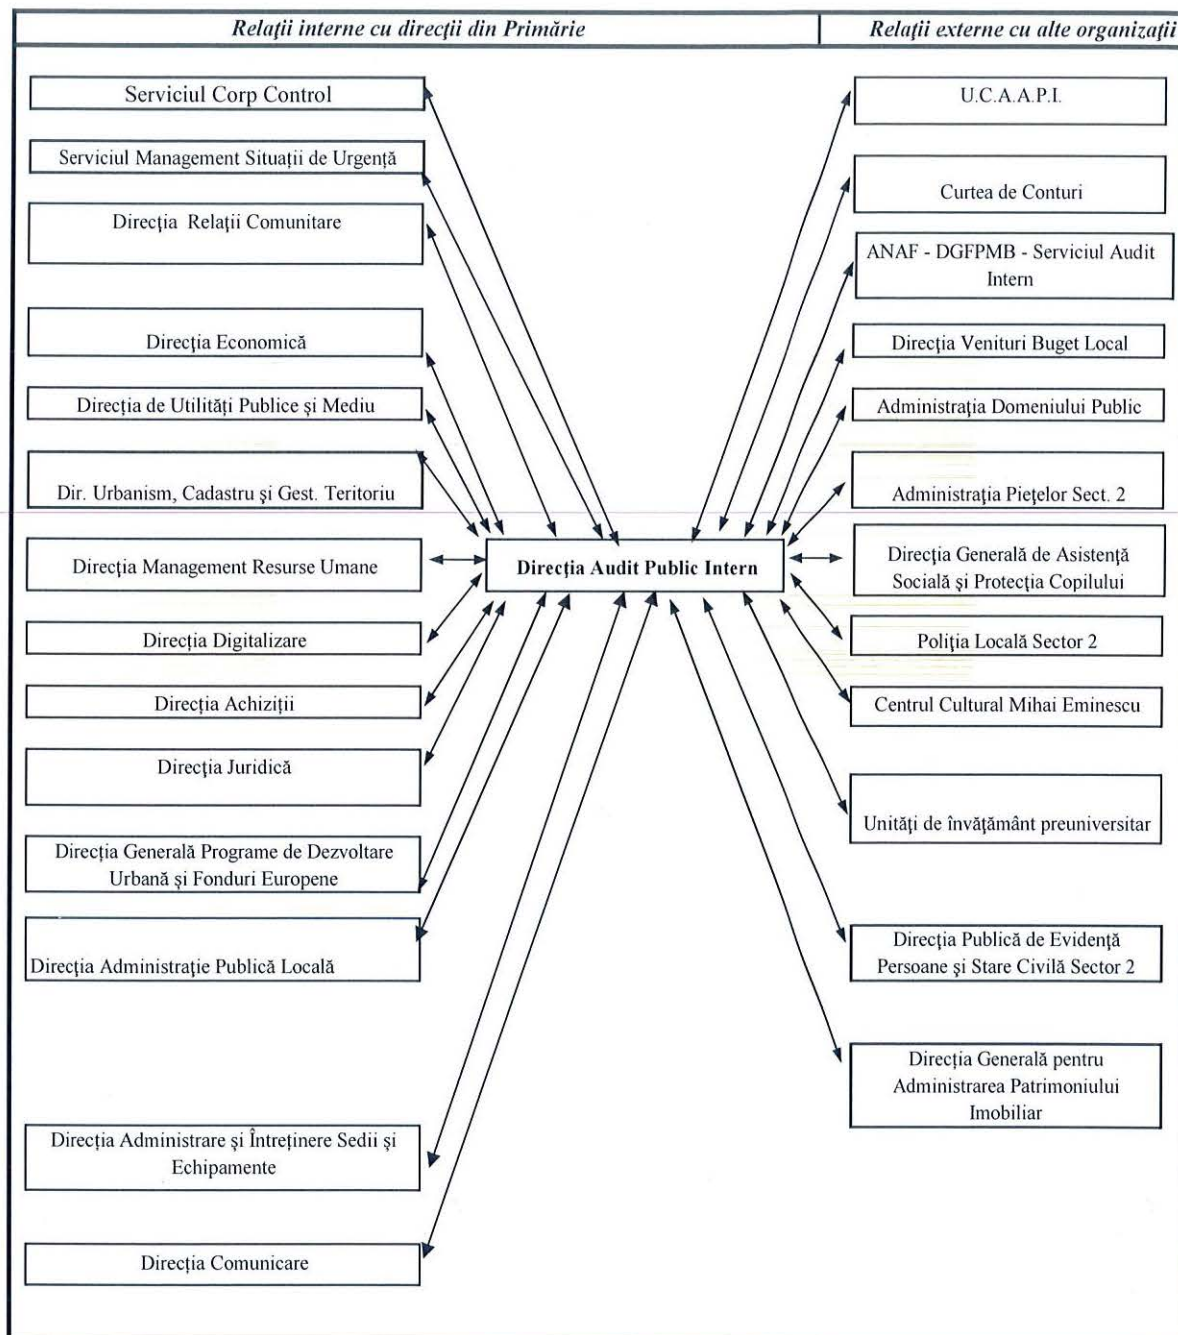 Relaţii interne cu direcţii din Primărie
Relaţii externe cu alte organizaţii
Serviciul Corp Control
Serviciul Management Situații de Urgență
Direcția Relații Comunitare
Direcția Economică
Direcția de Utilități Publice și Mediu
Dir. Urbanism, Cadastru și Gest. Teritoriu
Direcția Management Resurse Umane
Direcția Digitalizare
Direcția Achiziții
Direcția Juridică
Direcția Generală Programe de Dezvoltare
Urbană și Fonduri Europene
Direcția Administrație Publică Locală
Direcția Administrare și Întreținere Sedii și
Echipamente
Direcția Comunicare
Direcția Audit Public Intern
U.C.A.A.P.I.
Curtea de Conturi
ANAF - DGFPMB - Serviciul Audit
Intern
Direcția Venituri Buget Local
Administrația Domeniului Public
Administrația Piețelor Sect. 2
Direcția Generală de Asistență
Socială și Protecția Copilului
Poliția Locală Sector 2
Centrul Cultural Mihai Eminescu
Unități de învățământ preuniversitar
Direcția Publică de Evidență
Persoane și Stare Civilă Sector 2
Direcția Generală pentru
Administrarea Patrimoniului
Imobiliar